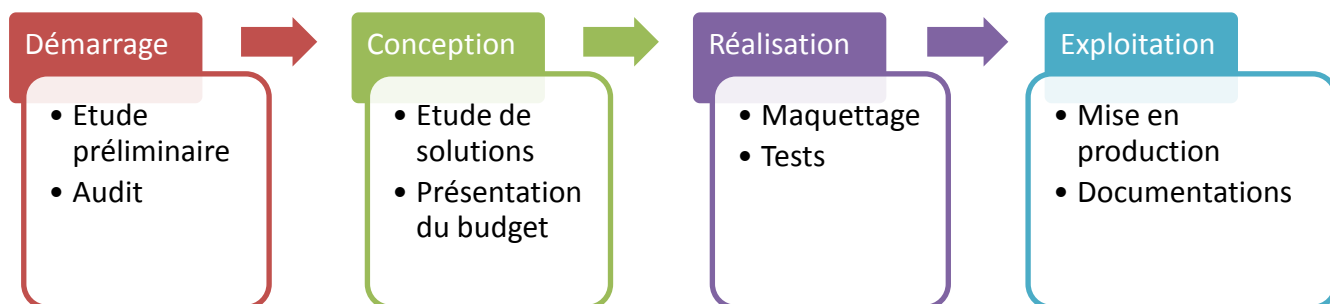 Démarrage
• Etude
préliminaire
• Audit
Conception
• Etude de
solutions
• Présentation
du budget
Réalisation
• Maquettage
• Tests
Exploitation
• Mise en
production
• Documentations